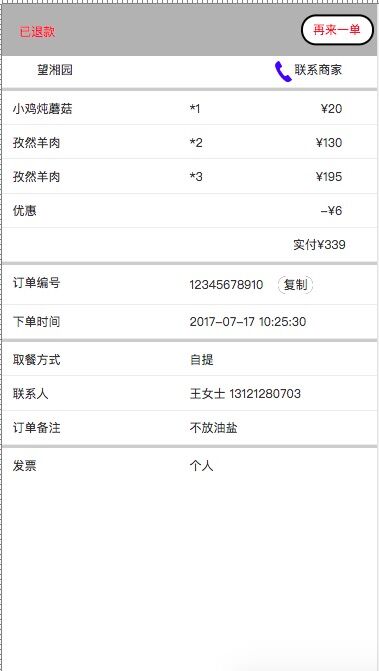 已退款 再来一单
望湘园 联系商家
小鸡炖蘑菇 *1 ¥20
孜然羊肉 *2 ¥130
孜然羊肉 *3 ¥195
优惠 -¥6
实付¥339
订单编号 12345678910 复制
下单时间 2017-07-17 10:25:30
取餐方式 自提
联系人 王女士 13121280703
订单备注 不放油盐
发票 个人